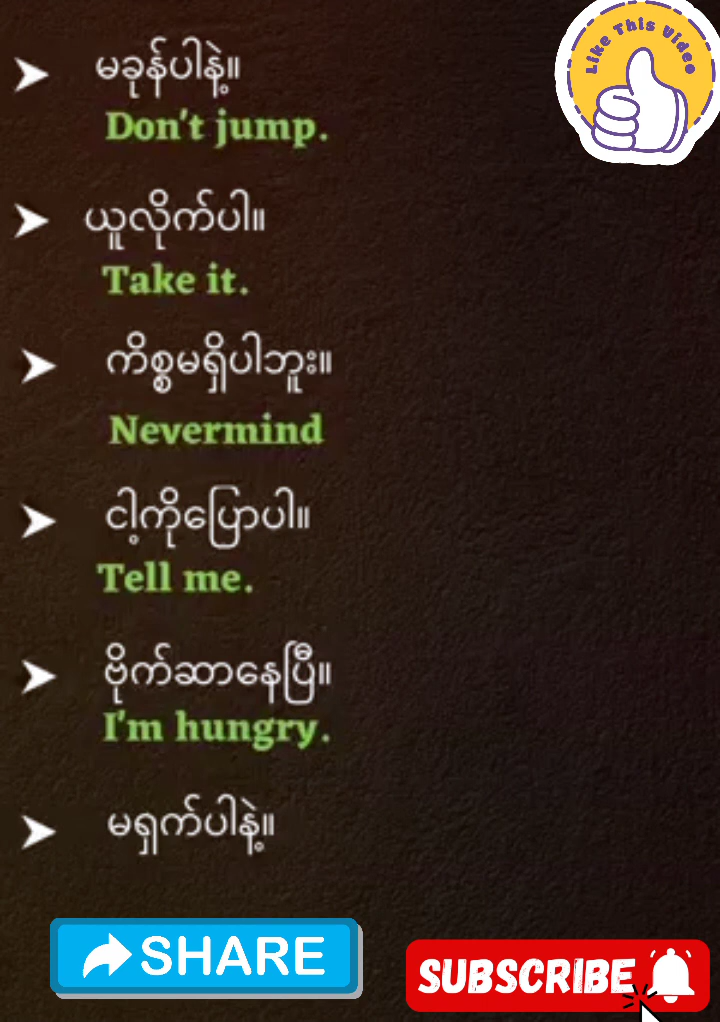 Like This Video
မခုန်ပါနဲ့။
Don't jump.
ယူလိုက်ပါ။
Take it.
ကိစ္စမရှိပါဘူး။
Nevermind
ငါ့ကိုပြောပါ။
Tell me.
ဗိုက်ဆာနေပြီ။
I'm hungry.
မရှက်ပါနဲ့။
SHARE
SUBSCRIBE